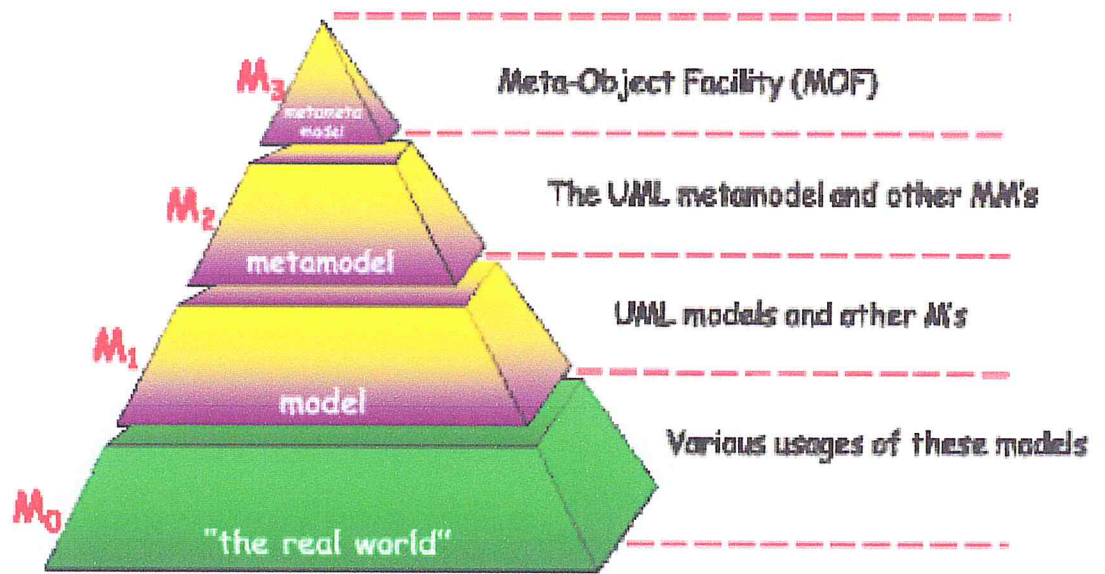 M3
metameta
model
Meta-Object Facility (MOF)
M2
metamodel
The UML metamodel and other MM's
M1
model
UML models and other M's
M0
"the real world"
Various usages of these models